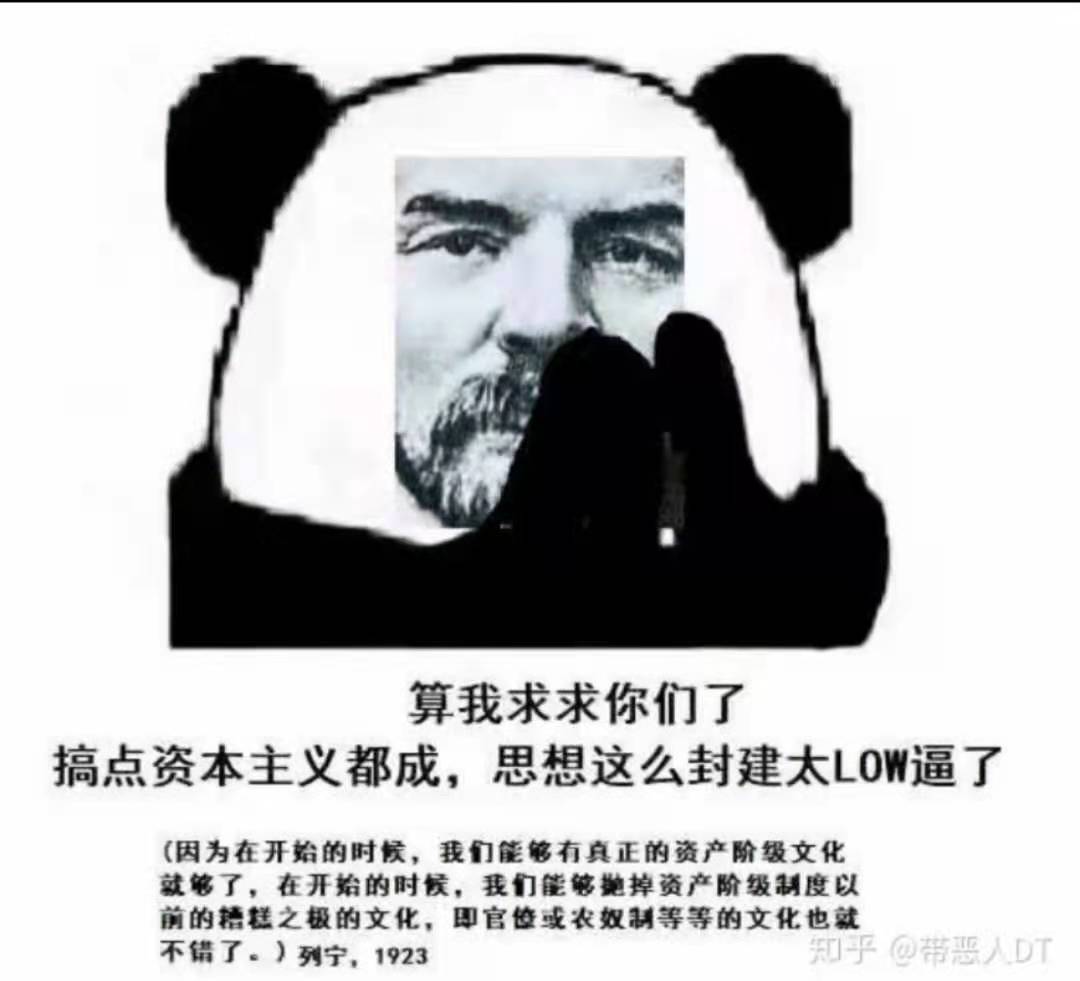 算我求求你们了
搞点资本主义都成，思想这么封建太LOW逼了
(因为在开始的时候，我们能够有真正的资产阶级文化
就够了，在开始的时候，我们能够抛掉资产阶级制度以
前的糟糕之极的文化，即官僚或农奴制等等的文化也就
不错了。) 列宁，1923
知乎 @带恶人DT